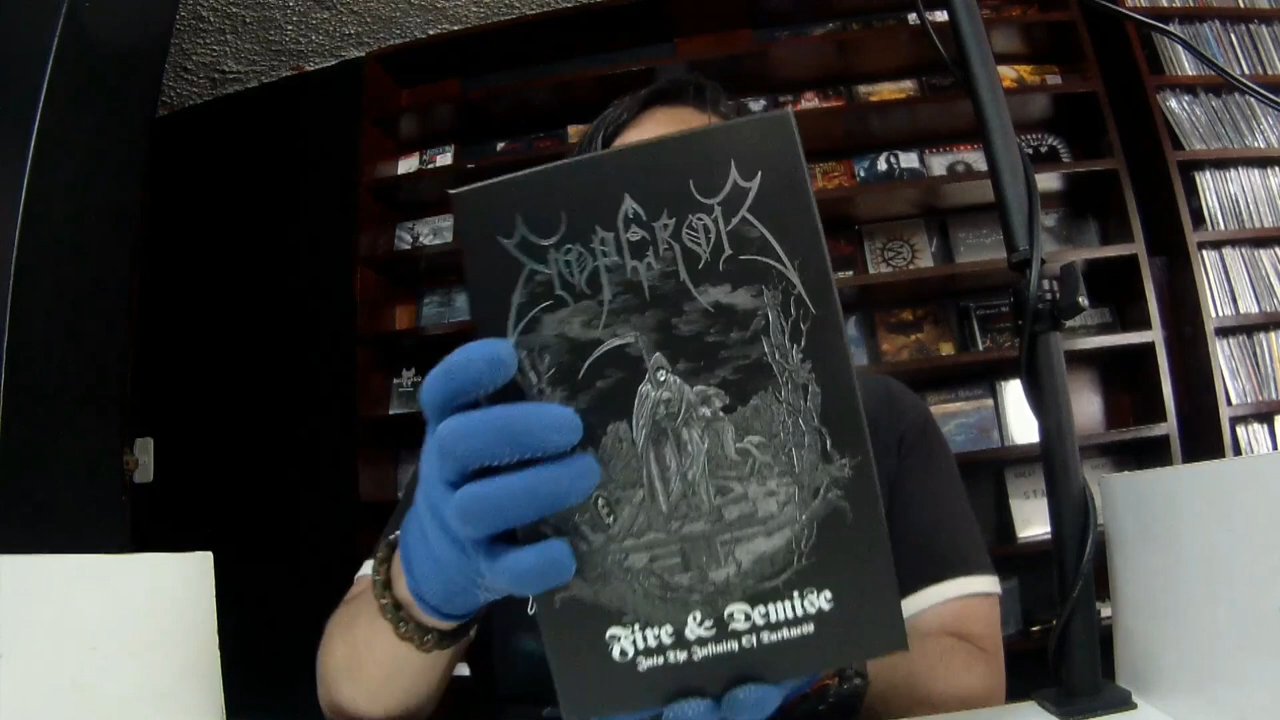 EMPEROR
Fire & Demise
Into The Infinity Of Darkness